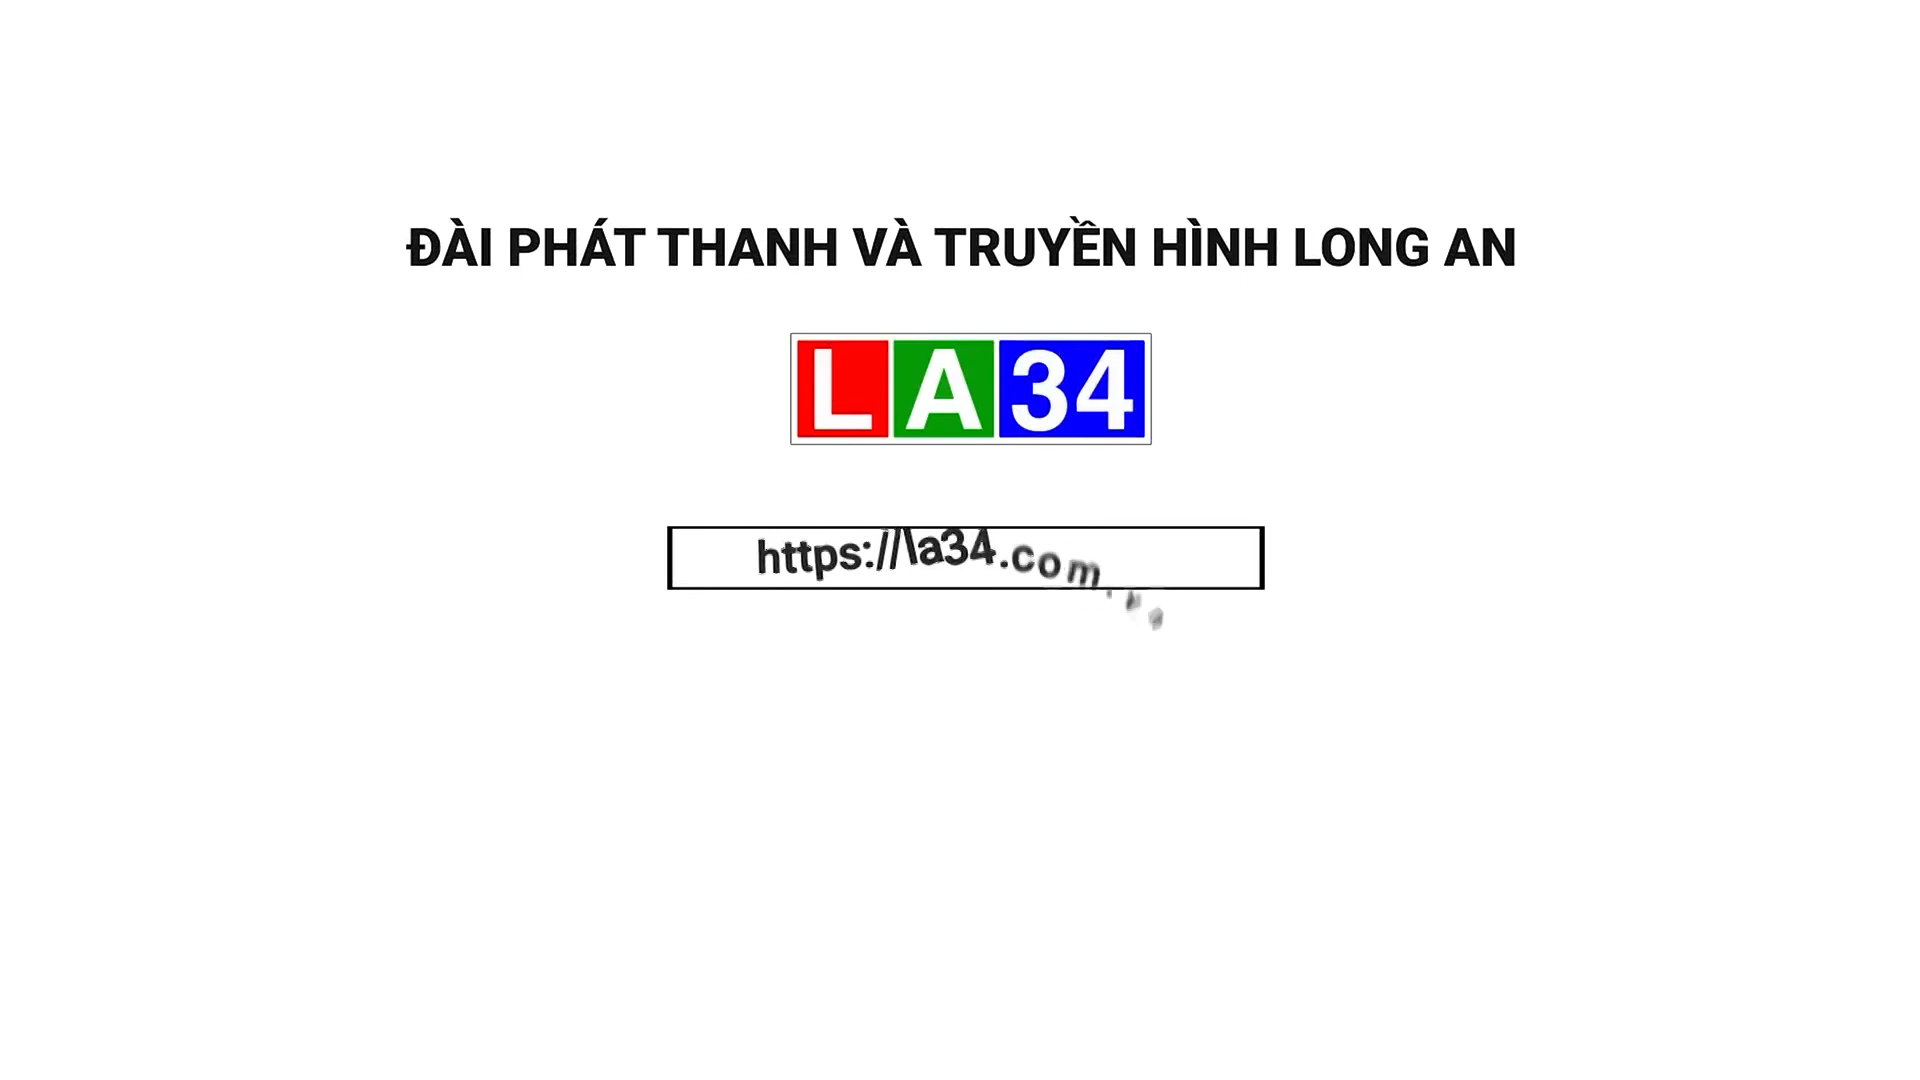 ĐÀI PHÁT THANH VÀ TRUYỀN HÌNH LONG AN
LA34
https://la34.com